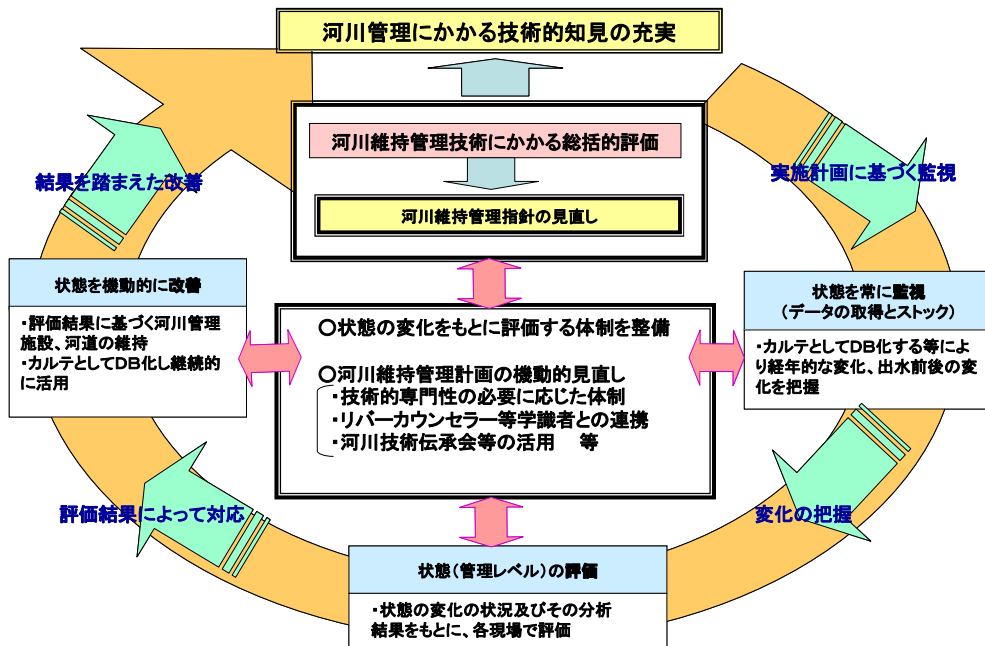 河川管理にかかる技術的知見の充実
河川維持管理技術にかかる総括的評価
河川維持管理指針の見直し
結果を踏まえた改善
実施計画に基づく監視
状態を機動的に改善
・評価結果に基づく河川管理
施設、河道の維持
・カルテとしてDB化し継続的
に活用
〇状態の変化をもとに評価する体制を整備
〇河川維持管理計画の機動的見直し
・技術的専門性の必要に応じた体制
・リバーカウンセラー等学識者との連携
・河川技術伝承会等の活用　等
状態を常に監視
(データの取得とストック)
・カルテとしてDB化する等によ
り経年的な変化、出水前後の変
化を把握
評価結果によって対応
変化の把握
状態(管理レベル)の評価
・状態の変化の状況及びその分析
結果をもとに、各現場で評価